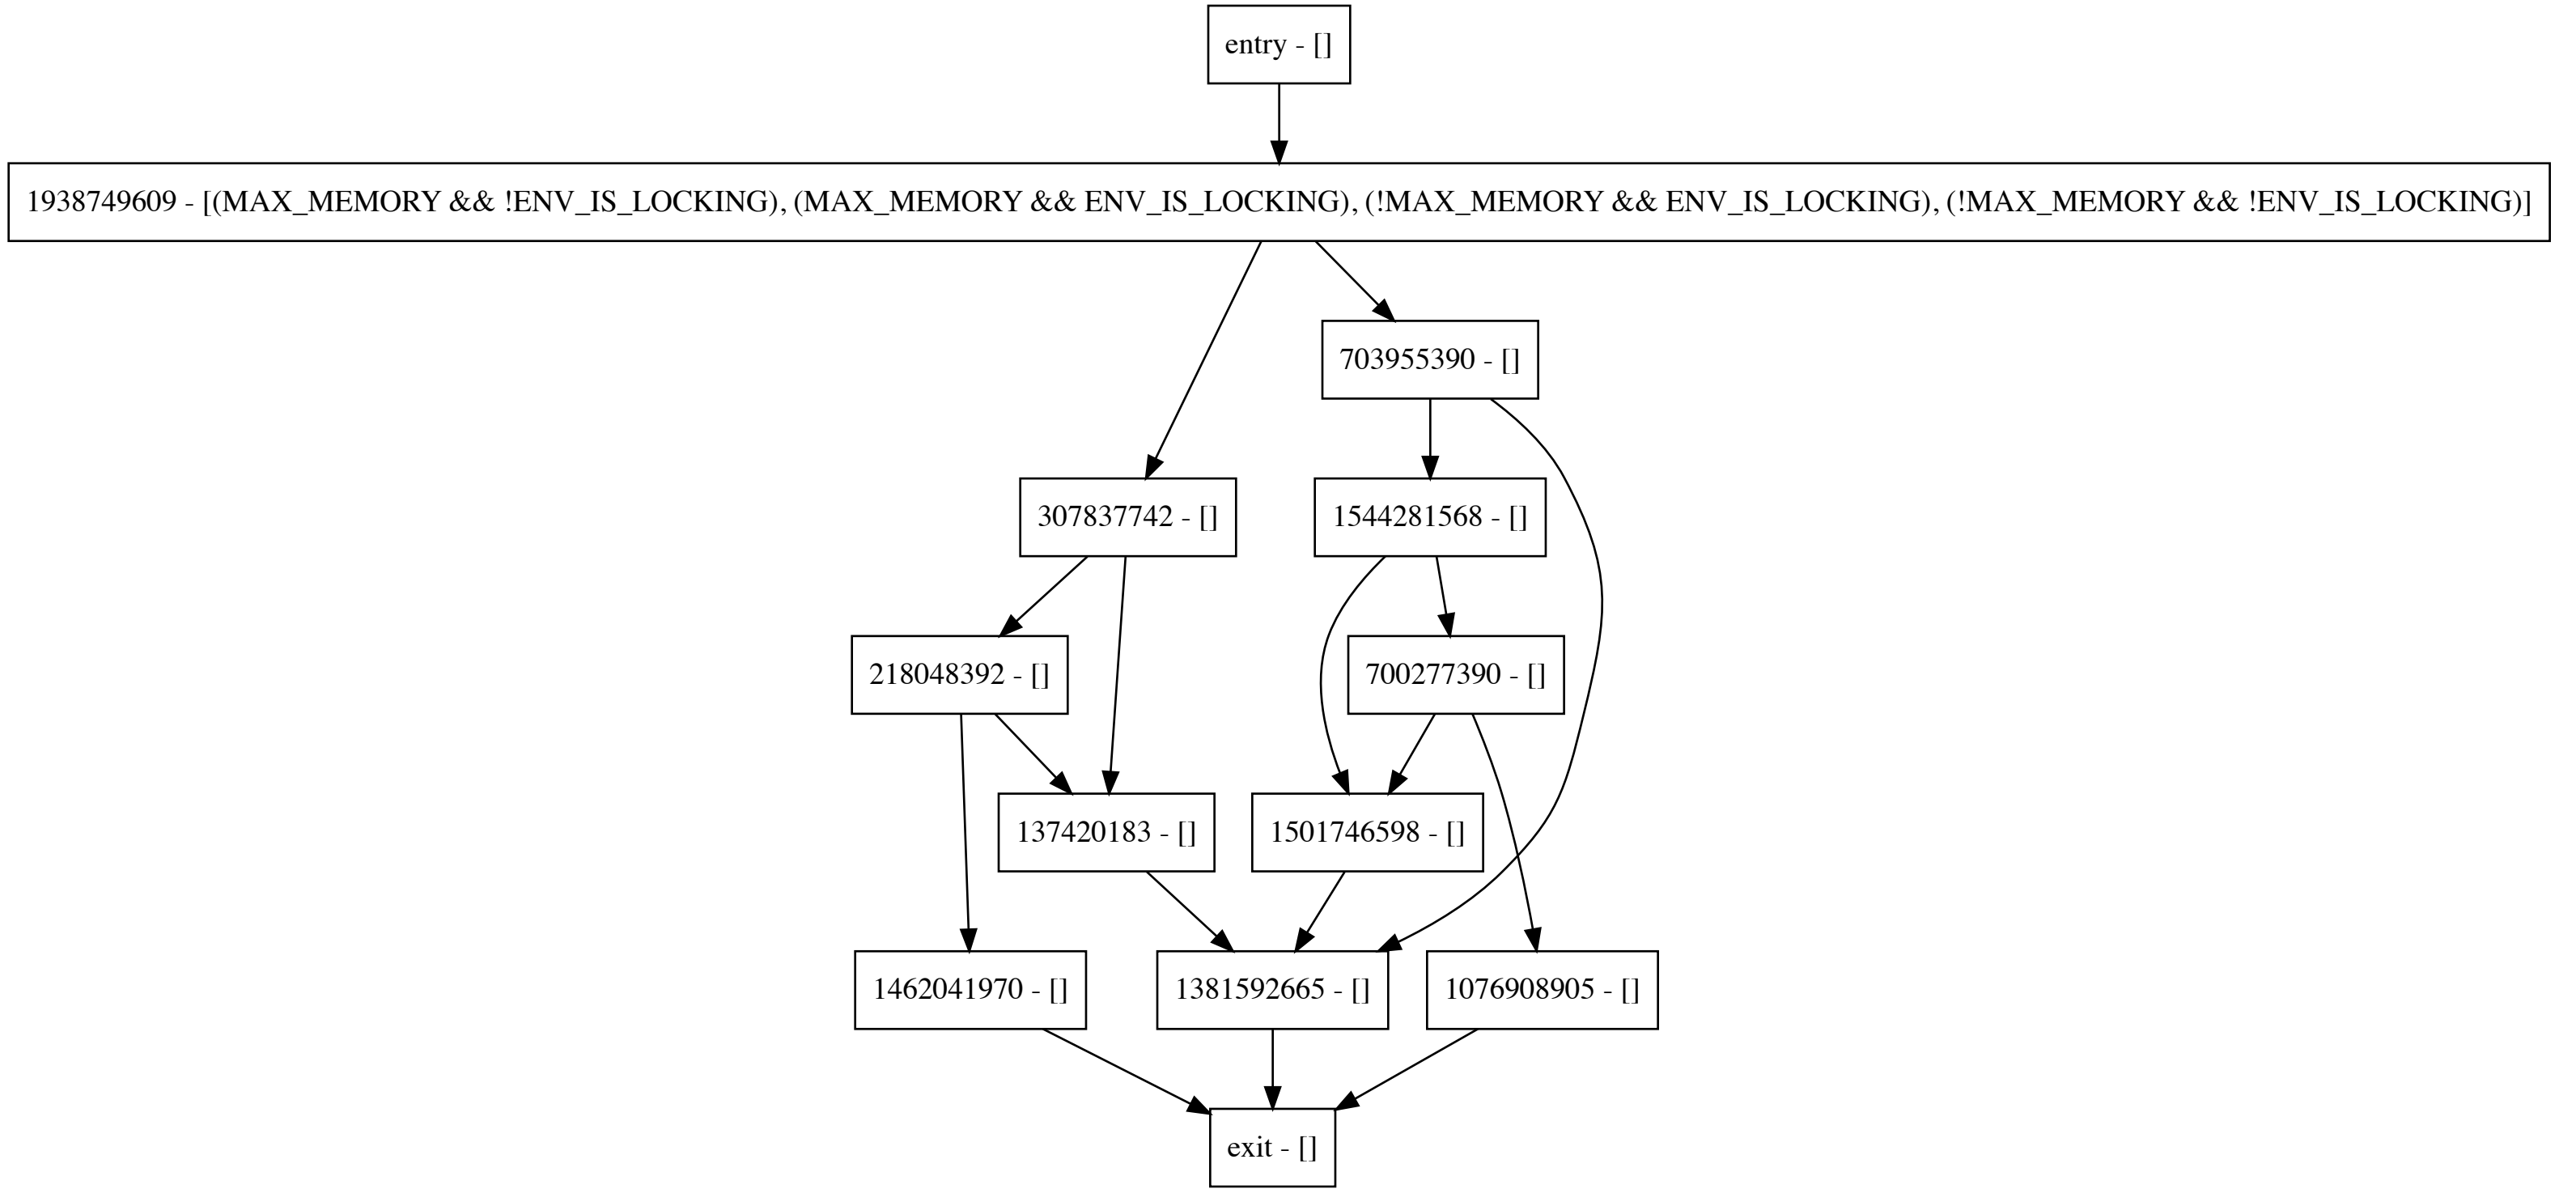 entry - []
1938749609 - [(MAX_MEMORY && !ENV_IS_LOCKING), (MAX_MEMORY && ENV_IS_LOCKING), (!MAX_MEMORY && ENV_IS_LOCKING), (!MAX_MEMORY && !ENV_IS_LOCKING)]
703955390 - []
307837742 - []
1544281568 - []
218048392 - []
700277390 - []
137420183 - []
1501746598 - []
1462041970 - []
1381592665 - []
1076908905 - []
exit - []